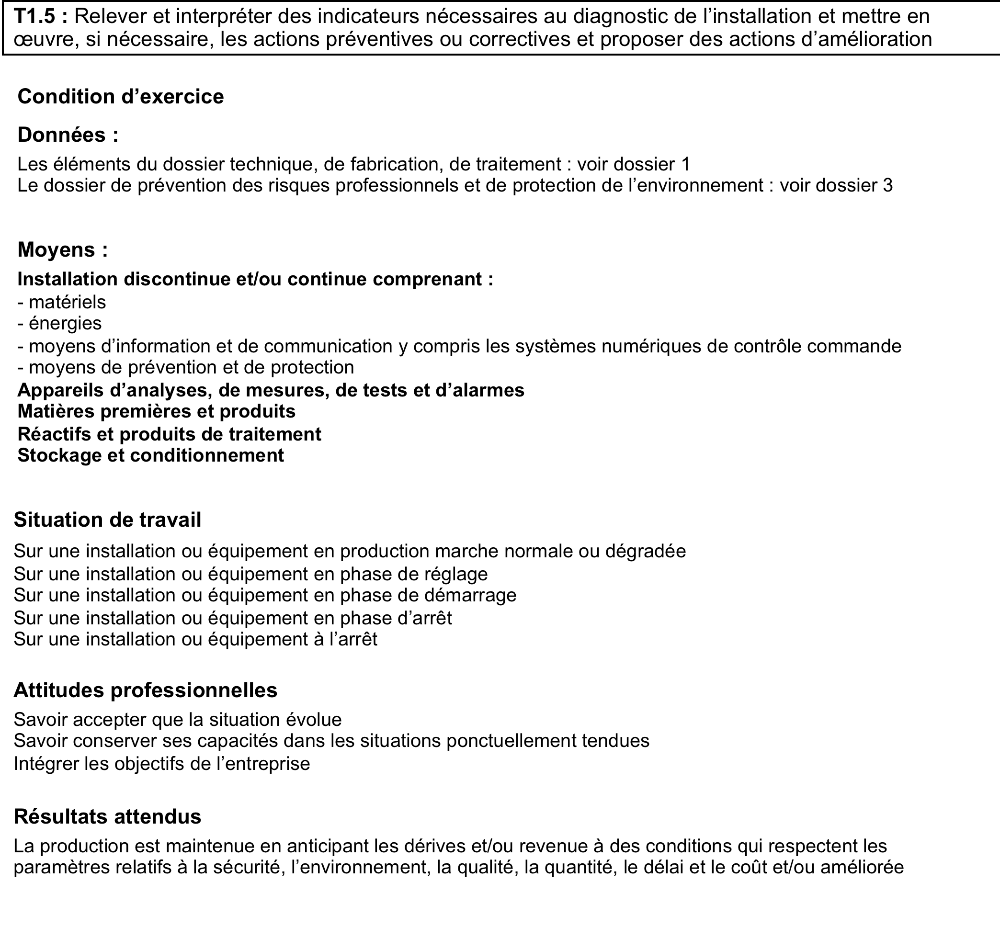 T1.5 : Relever et interpréter des indicateurs nécessaires au diagnostic de l’installation et mettre en
œuvre, si nécessaire, les actions préventives ou correctives et proposer des actions d’amélioration
Condition d’exercice
Données :
Les éléments du dossier technique, de fabrication, de traitement : voir dossier 1
Le dossier de prévention des risques professionnels et de protection de l’environnement : voir dossier 3
Moyens :
Installation discontinue et/ou continue comprenant :
- matériels
- énergies
- moyens d’information et de communication y compris les systèmes numériques de contrôle commande
- moyens de prévention et de protection
Appareils d’analyses, de mesures, de tests et d’alarmes
Matières premières et produits
Réactifs et produits de traitement
Stockage et conditionnement
Situation de travail
Sur une installation ou équipement en production marche normale ou dégradée
Sur une installation ou équipement en phase de réglage
Sur une installation ou équipement en phase de démarrage
Sur une installation ou équipement en phase d’arrêt
Sur une installation ou équipement à l’arrêt
Attitudes professionnelles
Savoir accepter que la situation évolue
Savoir conserver ses capacités dans les situations ponctuellement tendues
Intégrer les objectifs de l’entreprise
Résultats attendus
La production est maintenue en anticipant les dérives et/ou revenue à des conditions qui respectent les
paramètres relatifs à la sécurité, l’environnement, la qualité, la quantité, le délai et le coût et/ou améliorée